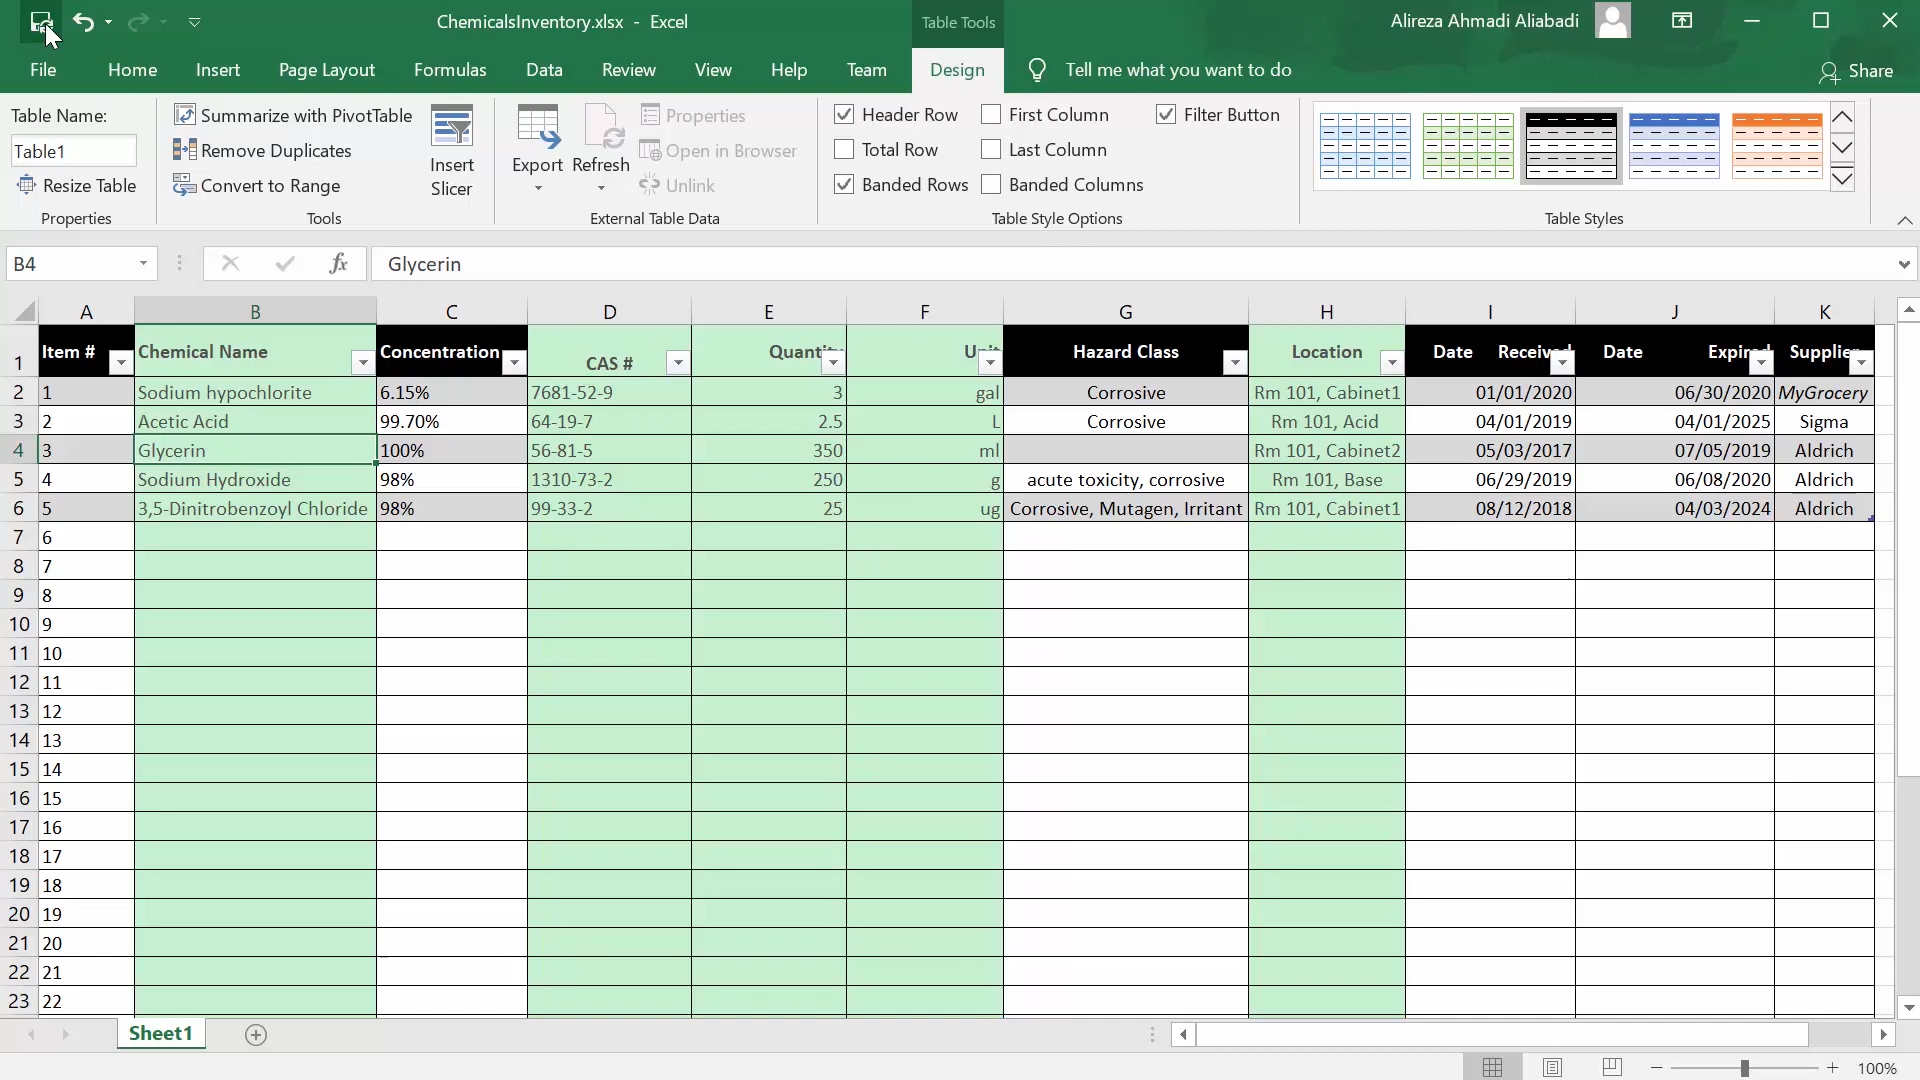 ChemicalsInventory.xlsx - Excel
Table Tools
Alireza Ahmadi Aliabadi
File Home Insert Page Layout Formulas Data Review View Help Team Design Tell me what you want to do Share
Table Name:
Table1
Resize Table
Properties
Summarize with PivotTable
Remove Duplicates
Convert to Range
Tools
Insert
Slicer
Export
Refresh
Properties
Open in Browser
Unlink
External Table Data
Header Row First Column Filter Button
Total Row Last Column
Banded Rows Banded Columns
Table Style Options
Table Styles
B4 fx Glycerin
A B C D E F G H I J K
1 Item # Chemical Name Concentration CAS # Quantity Unit Hazard Class Location Date Received Date Expired Supplier
2 1 Sodium hypochlorite 6.15% 7681-52-9 3 gal Corrosive Rm 101, Cabinet1 01/01/2020 06/30/2020 MyGrocery
3 2 Acetic Acid 99.70% 64-19-7 2.5 L Corrosive Rm 101, Acid 04/01/2019 04/01/2025 Sigma
4 3 Glycerin 100% 56-81-5 350 ml Rm 101, Cabinet2 05/03/2017 07/05/2019 Aldrich
5 4 Sodium Hydroxide 98% 1310-73-2 250 g acute toxicity, corrosive Rm 101, Base 06/29/2019 06/08/2020 Aldrich
6 5 3,5-Dinitrobenzoyl Chloride 98% 99-33-2 25 ug Corrosive, Mutagen, Irritant Rm 101, Cabinet1 08/12/2018 04/03/2024 Aldrich
7 6
8 7
9 8
10 9
11 10
12 11
13 12
14 13
15 14
16 15
17 16
18 17
19 18
20 19
21 20
22 21
23 22
Sheet1
100%